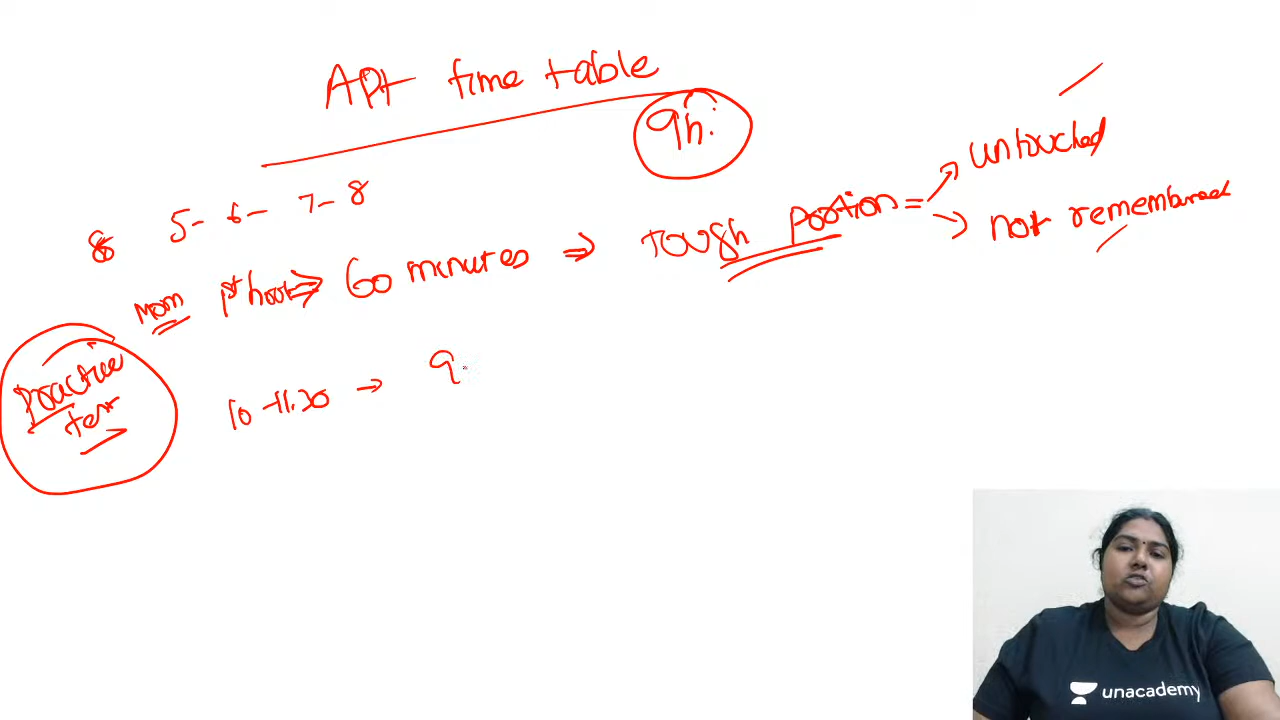 Apt time table
9h.
8 5- 6- 7- 8
Morn 1st hour => 60 minutes => Tough portion = -> untouched
-> not remembered
Practice
test
10-11.30 -> 9.
unacademy